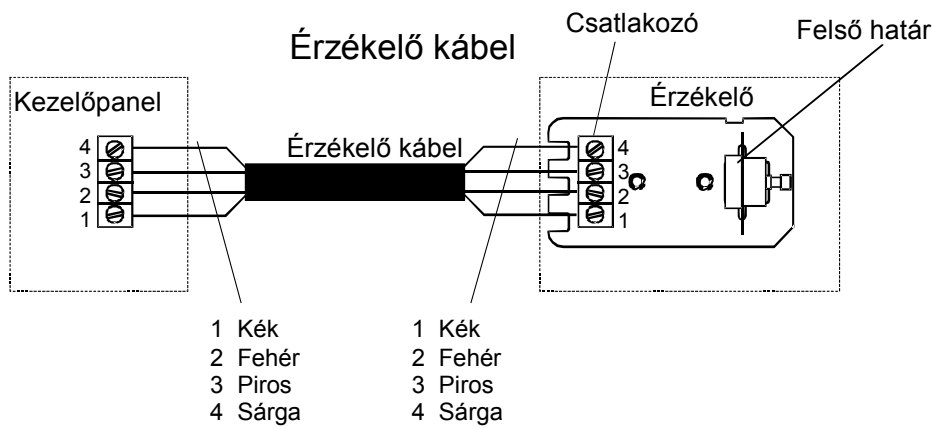 Érzékelő kábel
Csatlakozó
Felső határ
Kezelőpanel
Érzékelő
4
3
2
1
Érzékelő kábel
4
3
2
1
1 Kék
2 Fehér
3 Piros
4 Sárga
1 Kék
2 Fehér
3 Piros
4 Sárga